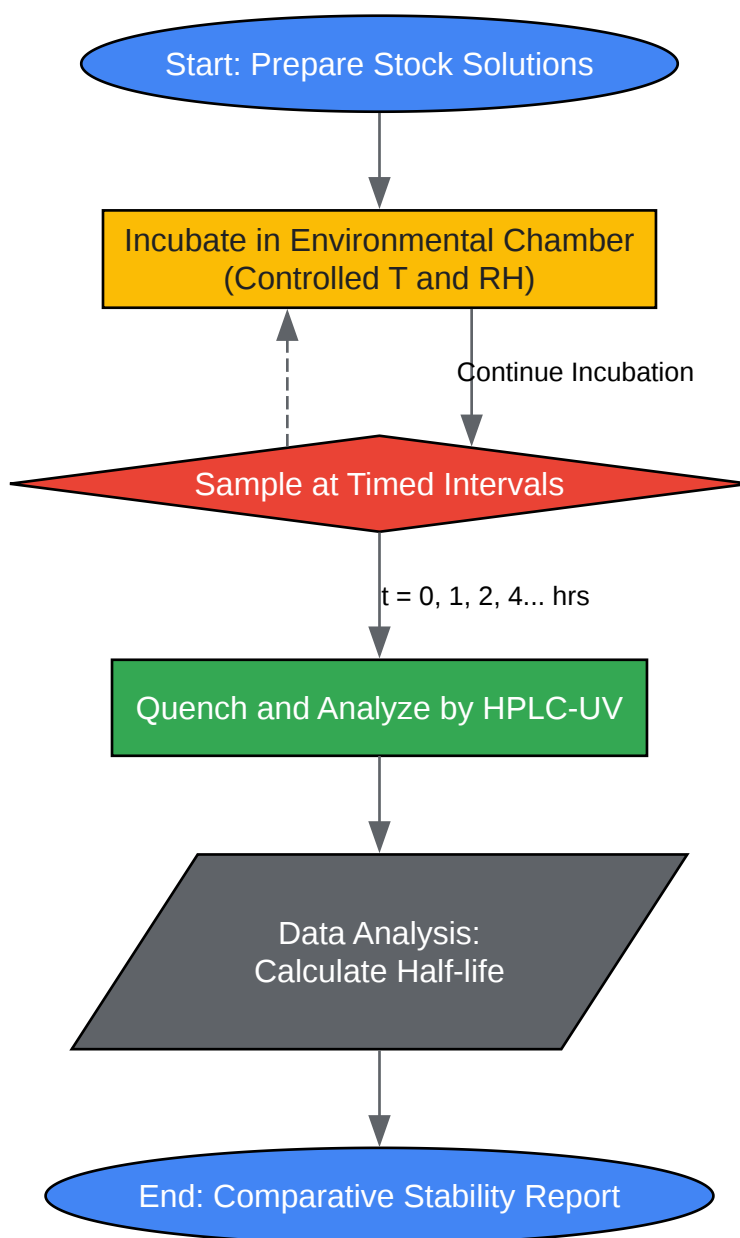 Start: Prepare Stock Solutions
Incubate in Environmental Chamber
(Controlled T and RH)
Continue Incubation
Sample at Timed Intervals
t = 0, 1, 2, 4... hrs
Quench and Analyze by HPLC-UV
Data Analysis:
Calculate Half-life
End: Comparative Stability Report